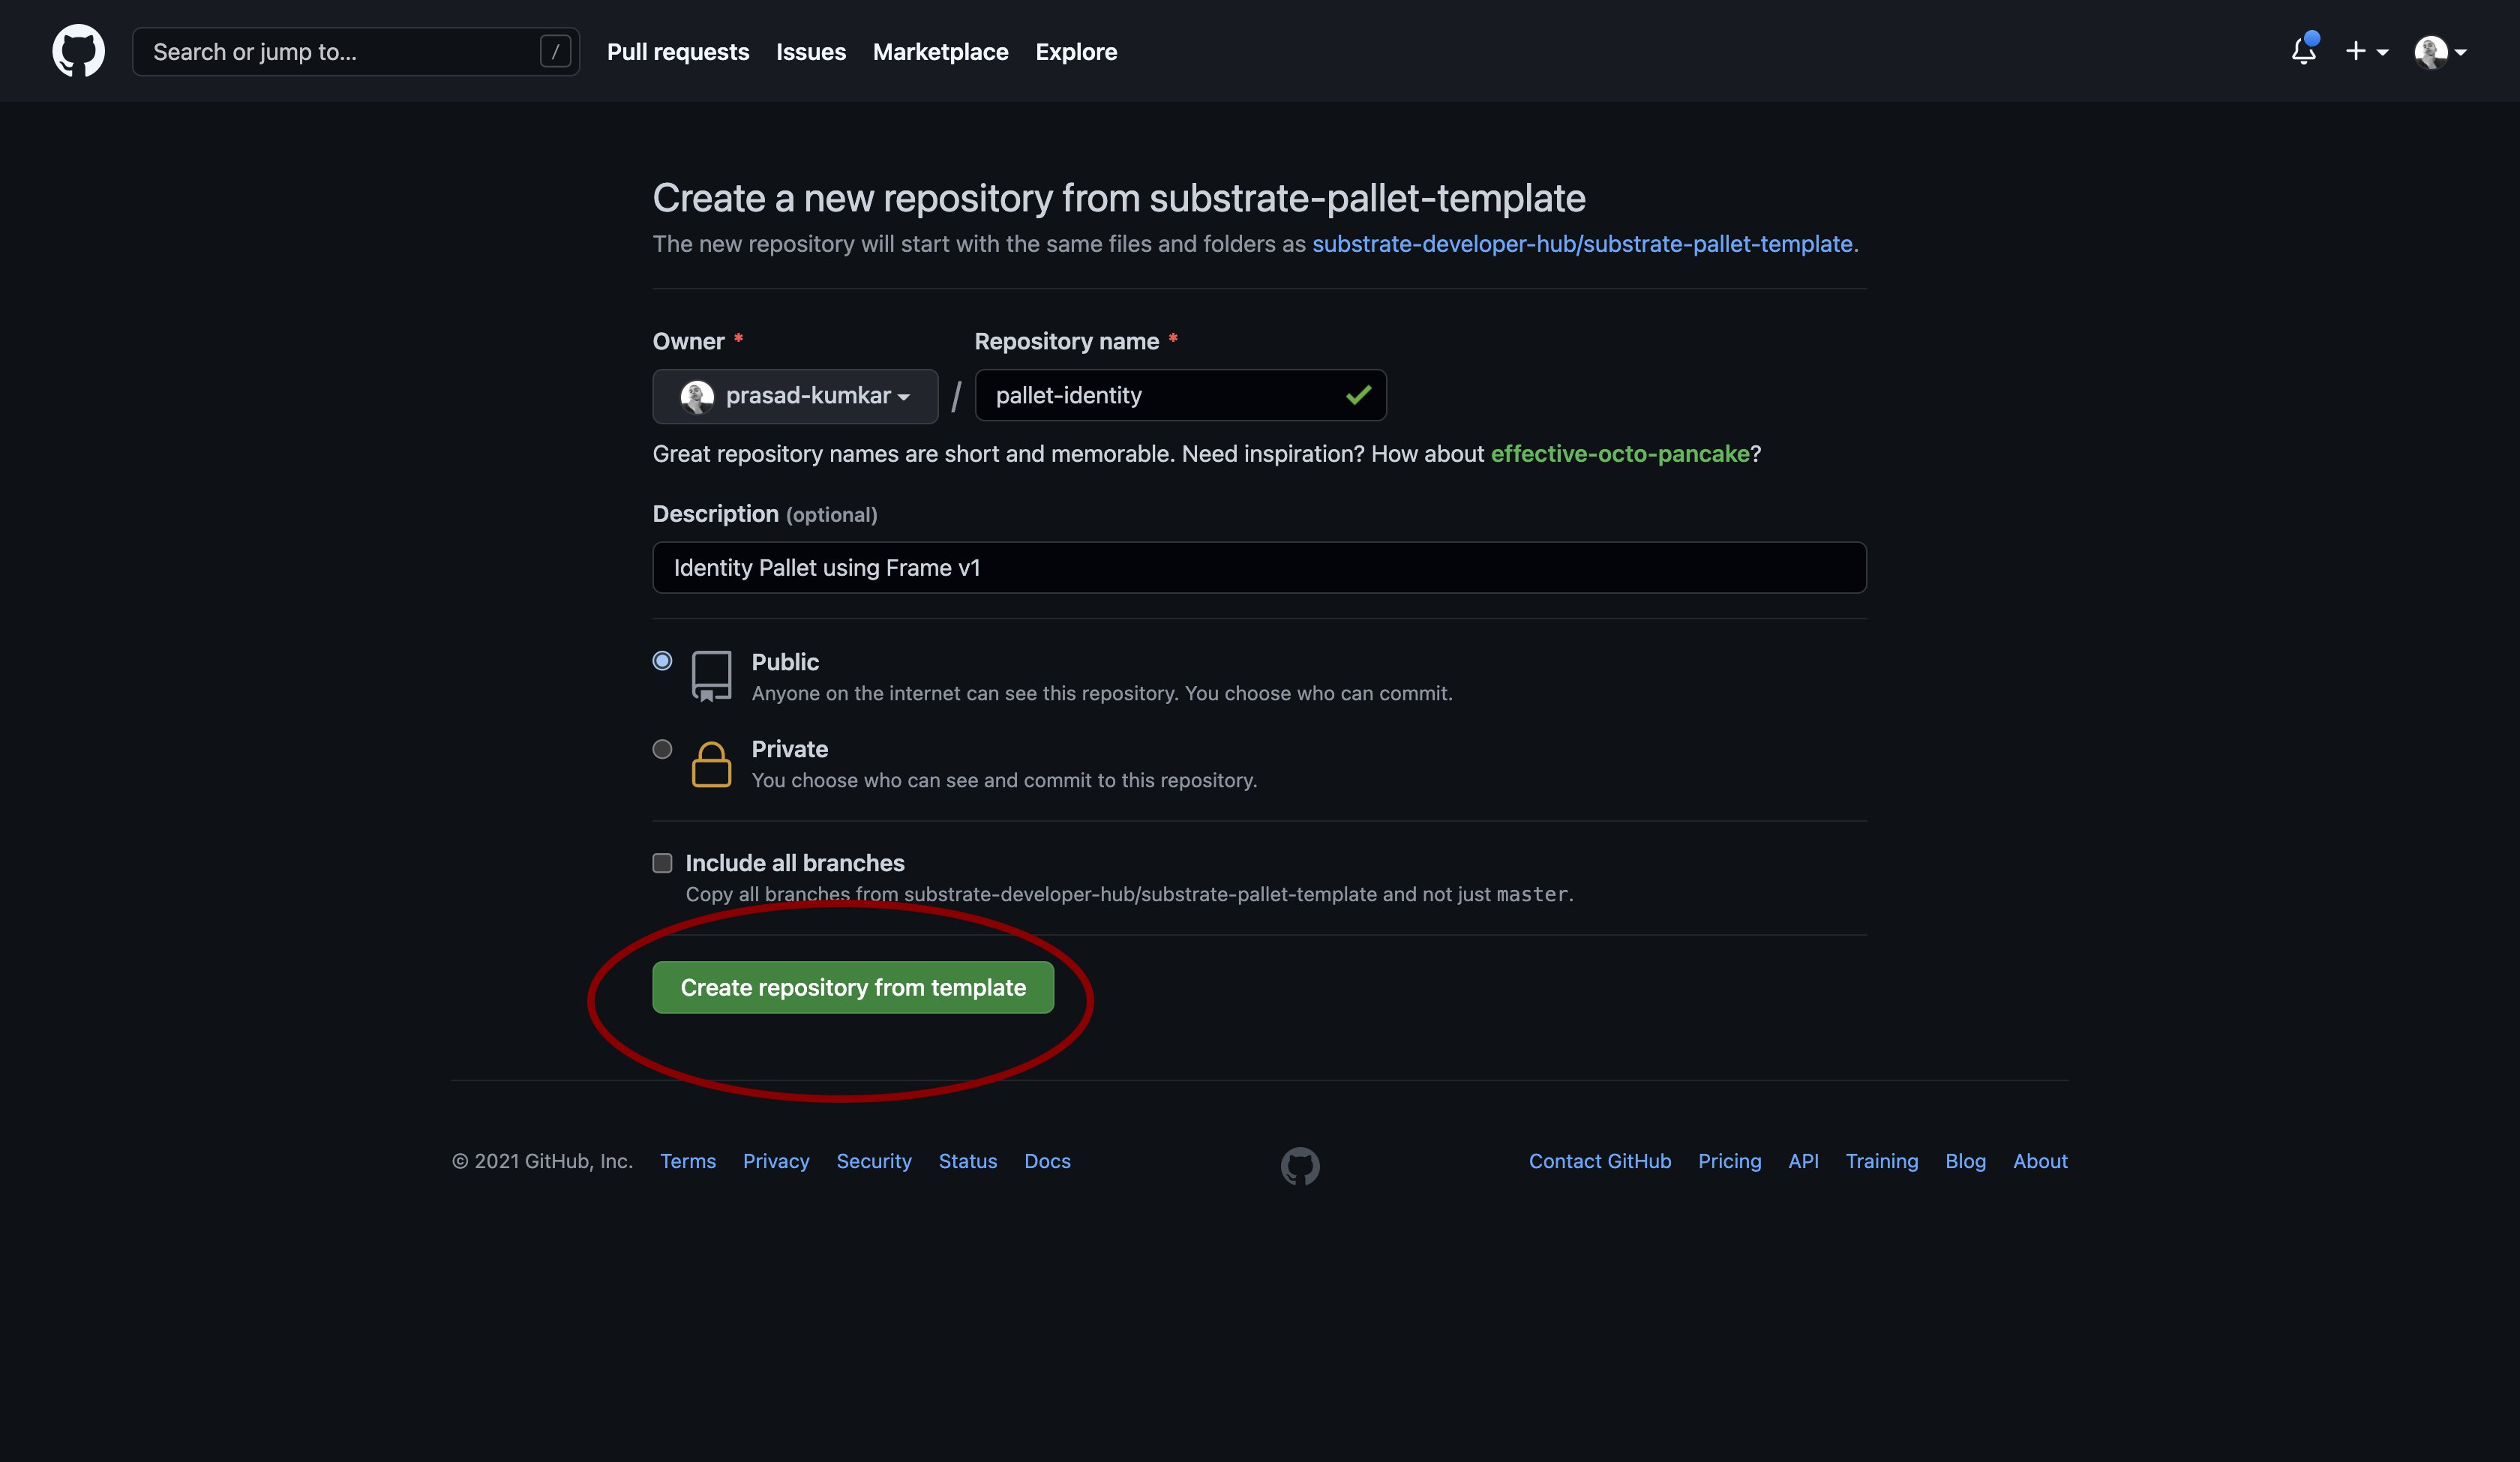 Search or jump to... /
Pull requests Issues Marketplace Explore
Create a new repository from substrate-pallet-template
The new repository will start with the same files and folders as substrate-developer-hub/substrate-pallet-template.
Owner * Repository name *
prasad-kumkar / pallet-identity
Great repository names are short and memorable. Need inspiration? How about effective-octo-pancake?
Description (optional)
Identity Pallet using Frame v1
Public
Anyone on the internet can see this repository. You choose who can commit.
Private
You choose who can see and commit to this repository.
Include all branches
Copy all branches from substrate-developer-hub/substrate-pallet-template and not just master.
Create repository from template
© 2021 GitHub, Inc. Terms Privacy Security Status Docs Contact GitHub Pricing API Training Blog About